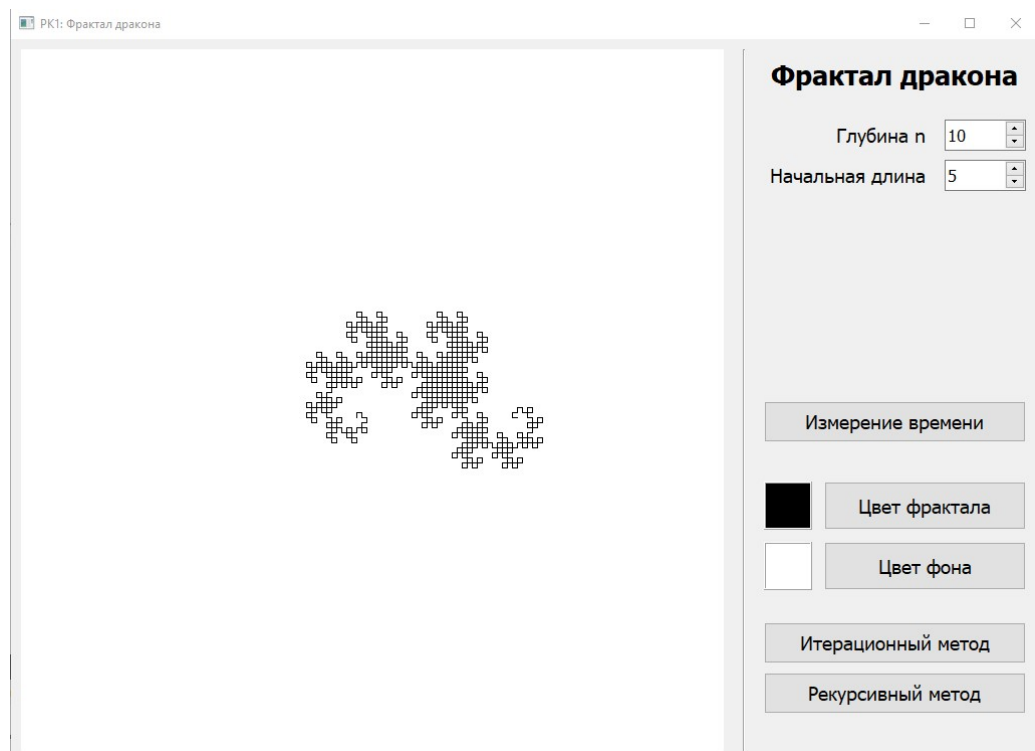 РК1: Фрактал дракона
Фрактал дракона
Глубина n 10
Начальная длина 5
Измерение времени
Цвет фрактала
Цвет фона
Итерационный метод
Рекурсивный метод